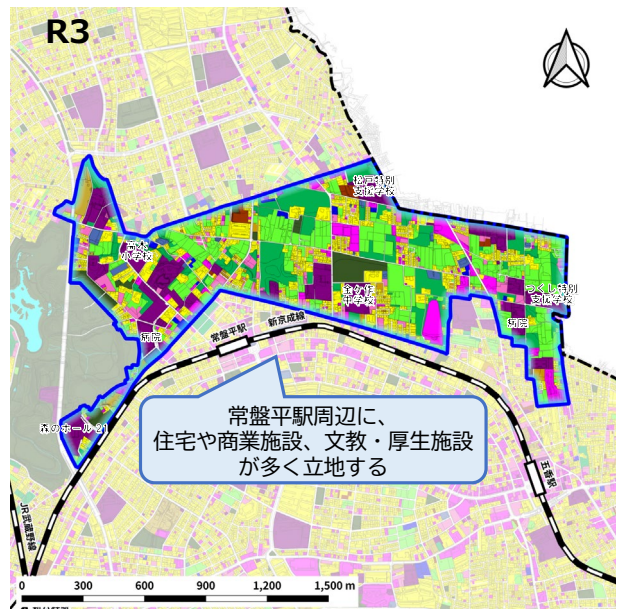 R3
松戸特別
支援学校
高木
小学校
金ケ作
中学校
つくし特別
支援学校
病院
病院
常盤平駅
新京成線
森のホール21
常盤平駅周辺に、
住宅や商業施設、文教・厚生施設
が多く立地する
五香駅
JR武蔵野線
0 300 600 900 1,200 1,500 m